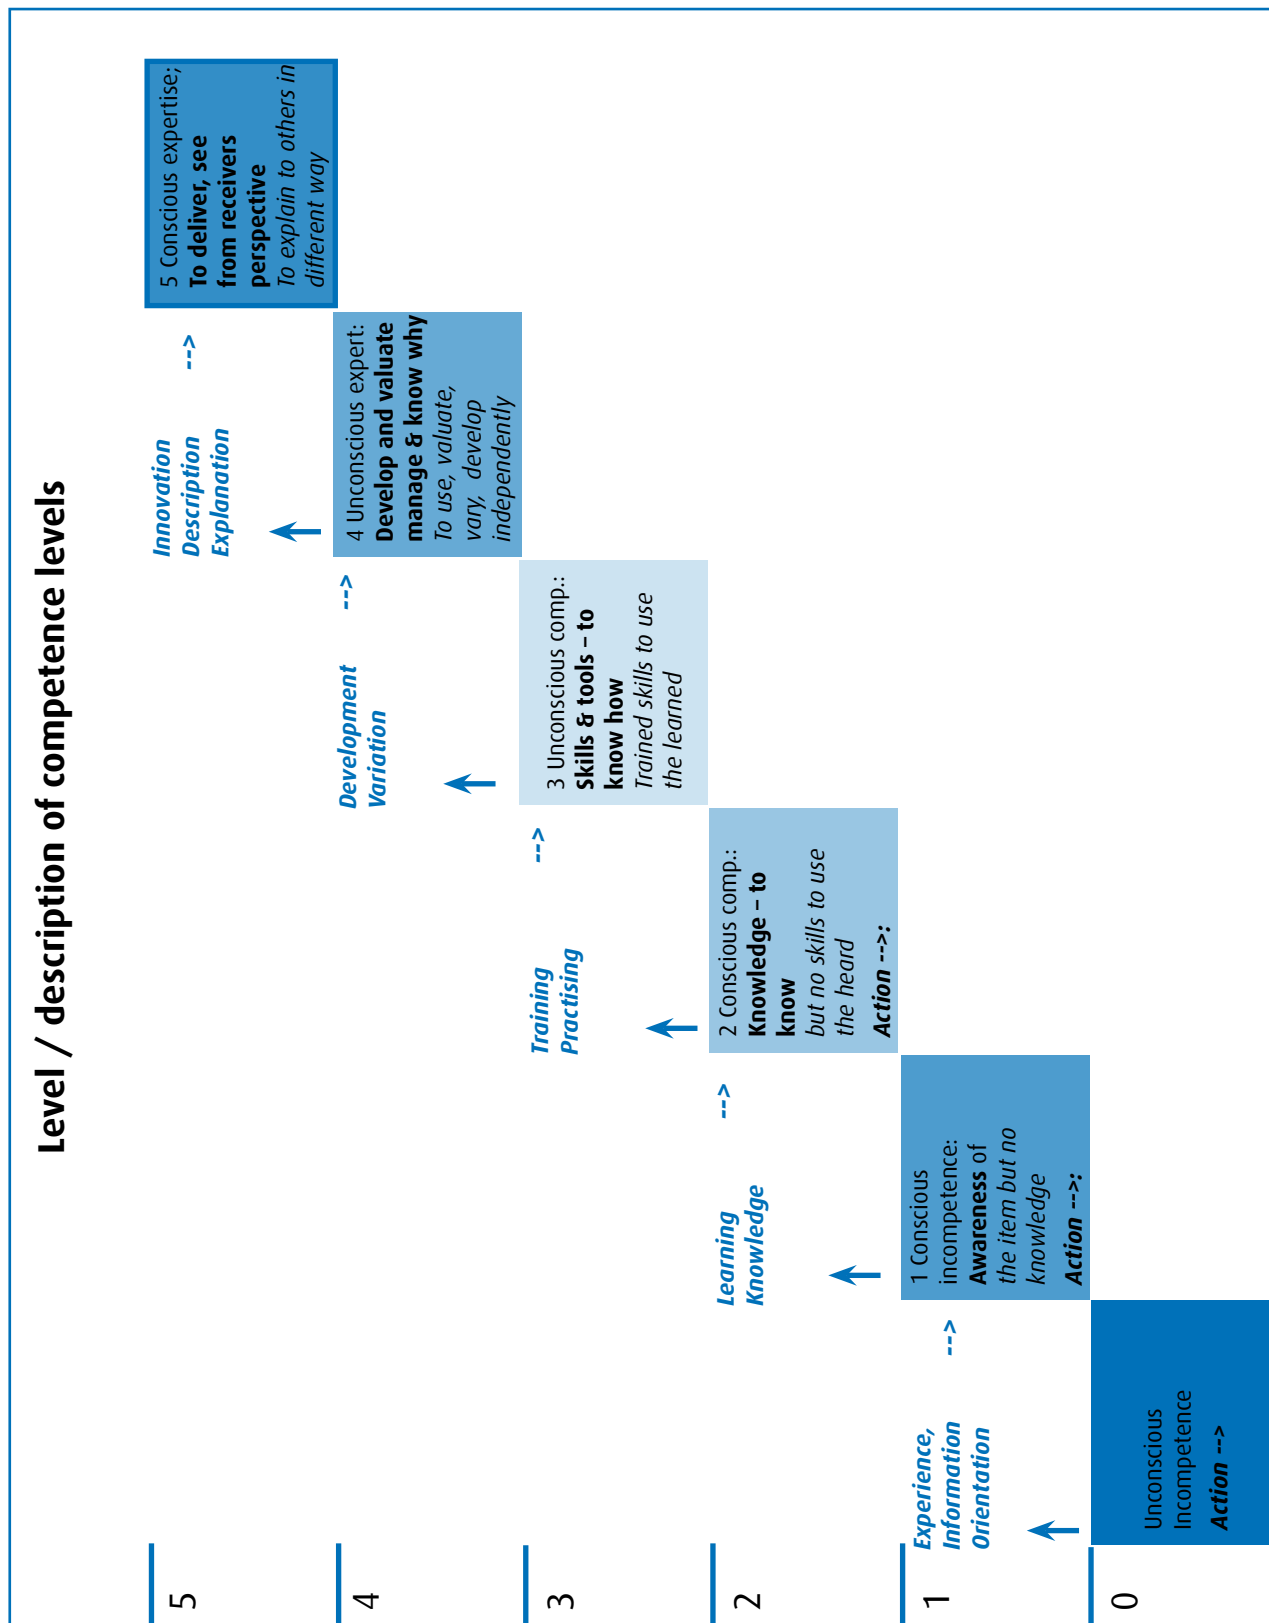 Level / description of competence levels
5
4
3
2
1
0
Innovation
Description
Explanation
-->
5 Conscious expertise;
To deliver, see
from receivers
perspective
To explain to others in
different way
Development
Variation
-->
4 Unconscious expert:
Develop and valuate
manage & know why
To use, valuate,
vary, develop
independently
Training
Practising
-->
3 Unconscious comp.:
Skills & tools – to
know how
Trained skills to use
the learned
Learning
Knowledge
-->
2 Conscious comp.:
Knowledge – to
know
but no skills to use
the heard
Action -->:
Experience,
Information
Orientation
-->
1 Conscious
incompetence:
Awareness of
the item but no
knowledge
Action -->:
Unconscious
Incompetence
Action -->